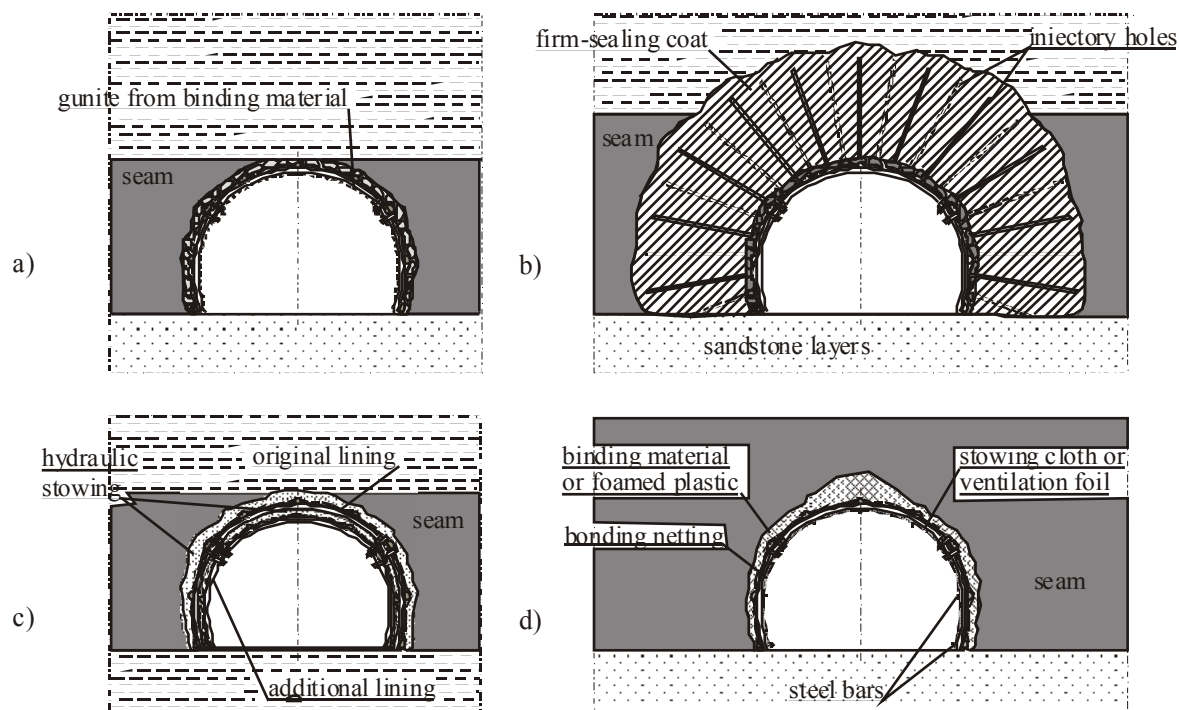 firm-sealing coat
injectory holes
gunite from binding material
seam
seam
a)
b)
sandstone layers
hydraulic
stowing
original lining
binding material
or foamed plastic
stowing cloth or
ventilation foil
seam
bonding netting
seam
c)
d)
additional lining
steel bars